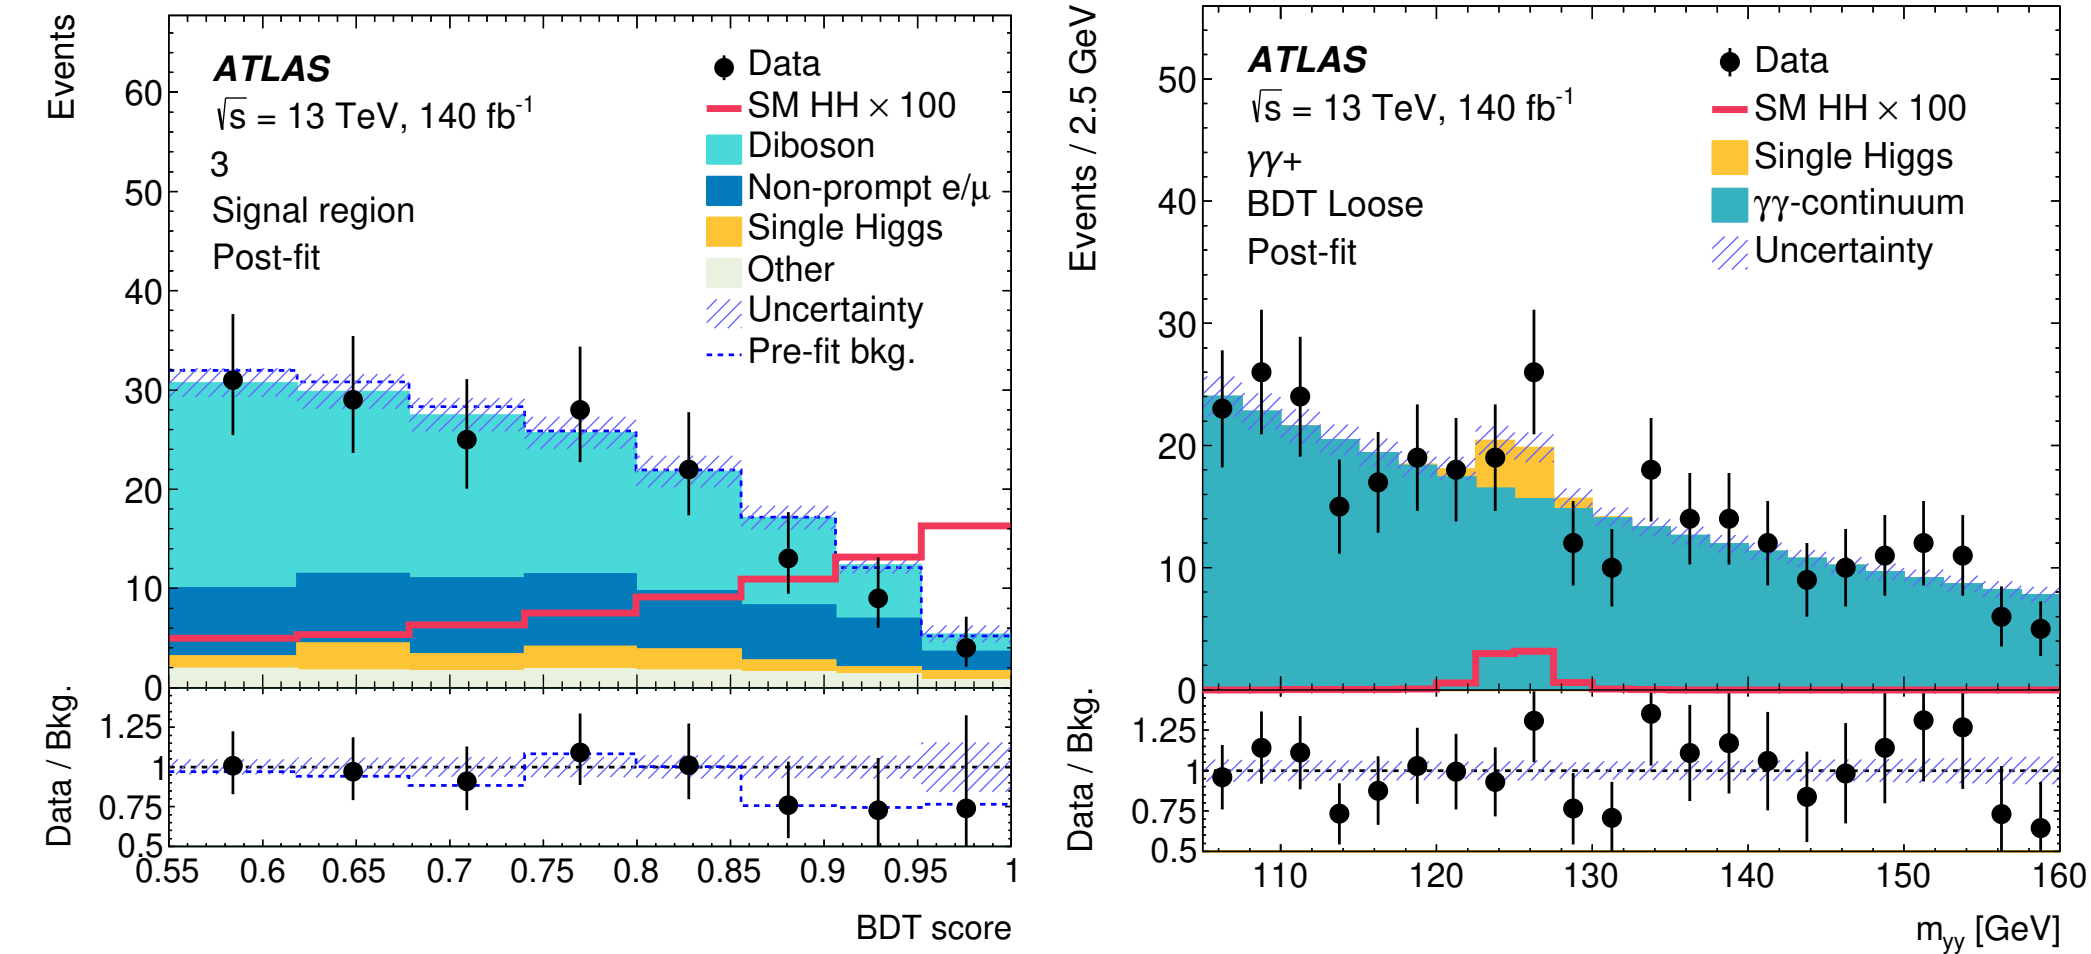 Events
ATLAS
√s = 13 TeV, 140 fb⁻¹
3
Signal region
Post-fit
Data
SM HH × 100
Diboson
Non-prompt e/μ
Single Higgs
Other
Uncertainty
Pre-fit bkg.
60
50
40
30
20
10
0
Data / Bkg.
1.25
1
0.75
0.5
0.55 0.6 0.65 0.7 0.75 0.8 0.85 0.9 0.95 1
BDT score
Events / 2.5 GeV
ATLAS
√s = 13 TeV, 140 fb⁻¹
γγ+
BDT Loose
Post-fit
Data
SM HH × 100
Single Higgs
γγ-continuum
Uncertainty
50
40
30
20
10
0
Data / Bkg.
1.25
1
0.75
0.5
110 120 130 140 150 160
m_yy [GeV]